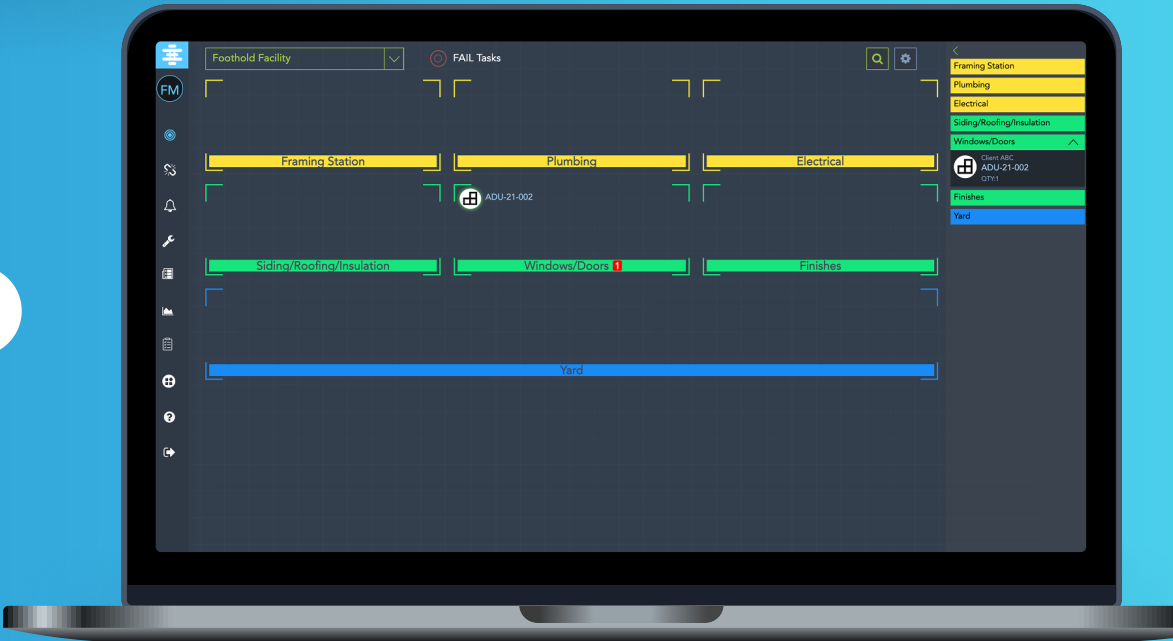 Foothold Facility
FAIL Tasks
FM
Framing Station
Plumbing
Electrical
ADU-21-002
Siding/Roofing/Insulation
Windows/Doors 1
Finishes
Yard
Framing Station
Plumbing
Electrical
Siding/Roofing/Insulation
Windows/Doors
Client ABC
ADU-21-002
QTY:1
Finishes
Yard